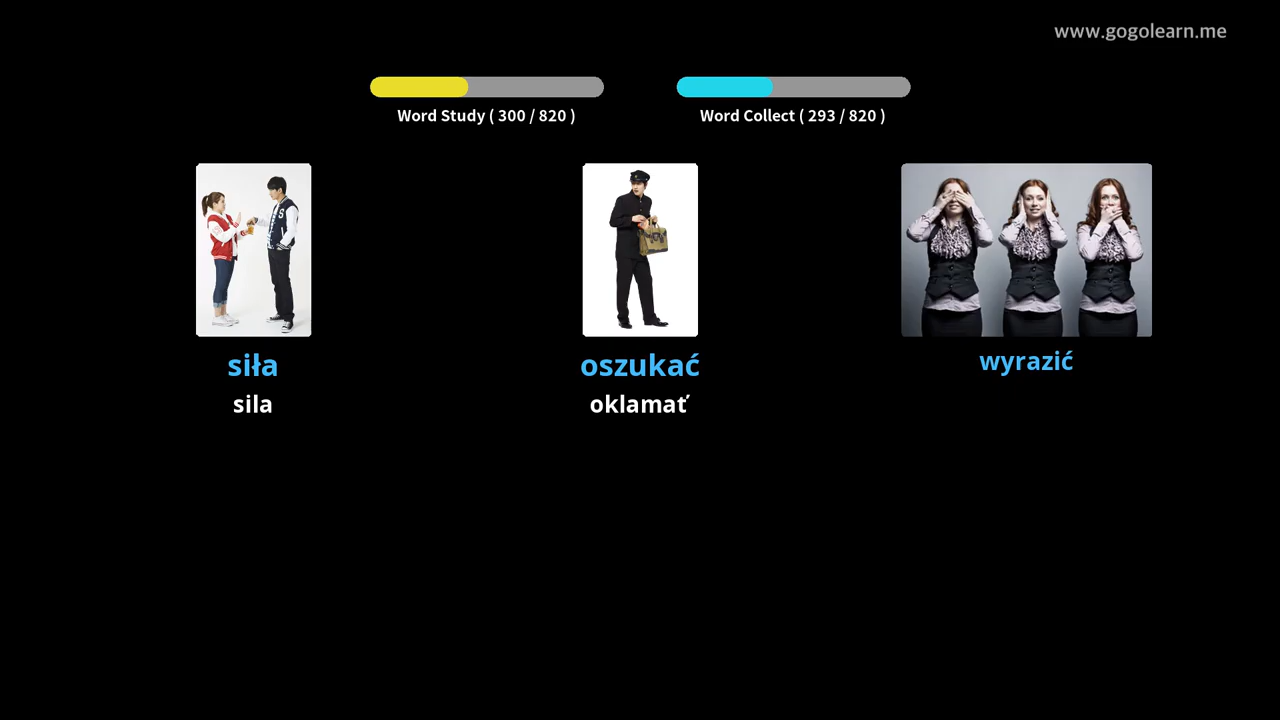 www.gogolearn.me
Word Study ( 300 / 820 )
Word Collect ( 293 / 820 )
siła
sila
oszukać
oklamať
wyrazić
S